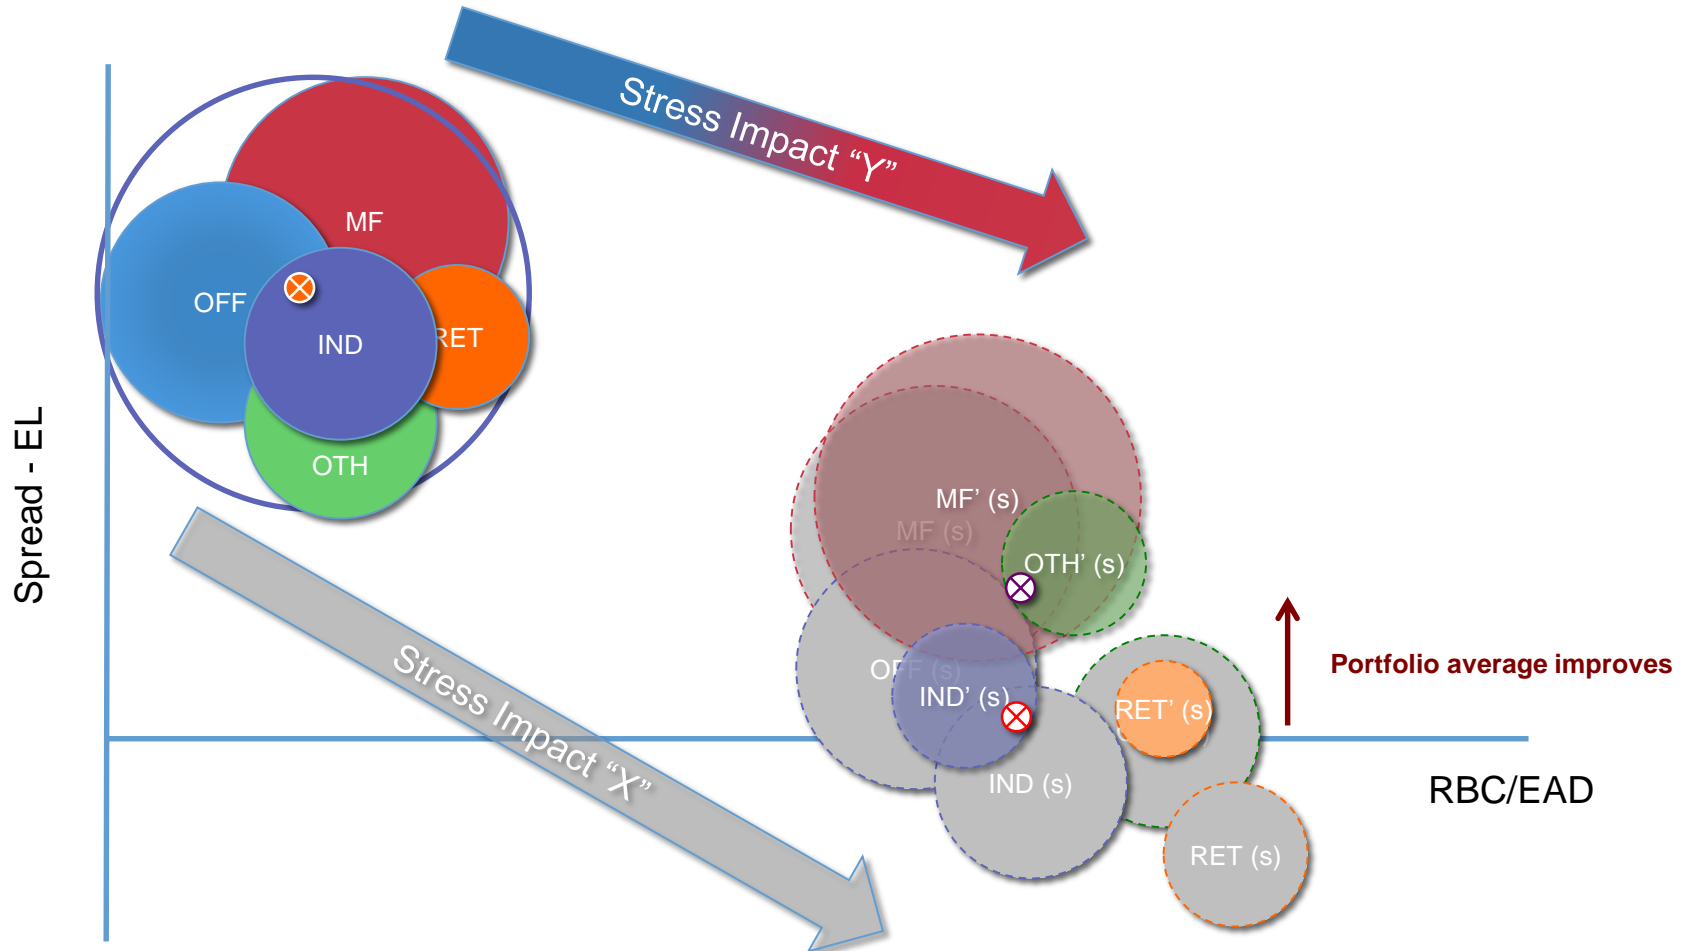 Stress Impact “Y”
MF
OFF
IND
RET
OTH
Spread - EL
MF’ (s)
MF (s)
OTH’ (s)
Stress Impact “X”
OFF (s)
IND’ (s)
Portfolio average improves
RET’ (s)
IND (s)
RBC/EAD
RET (s)